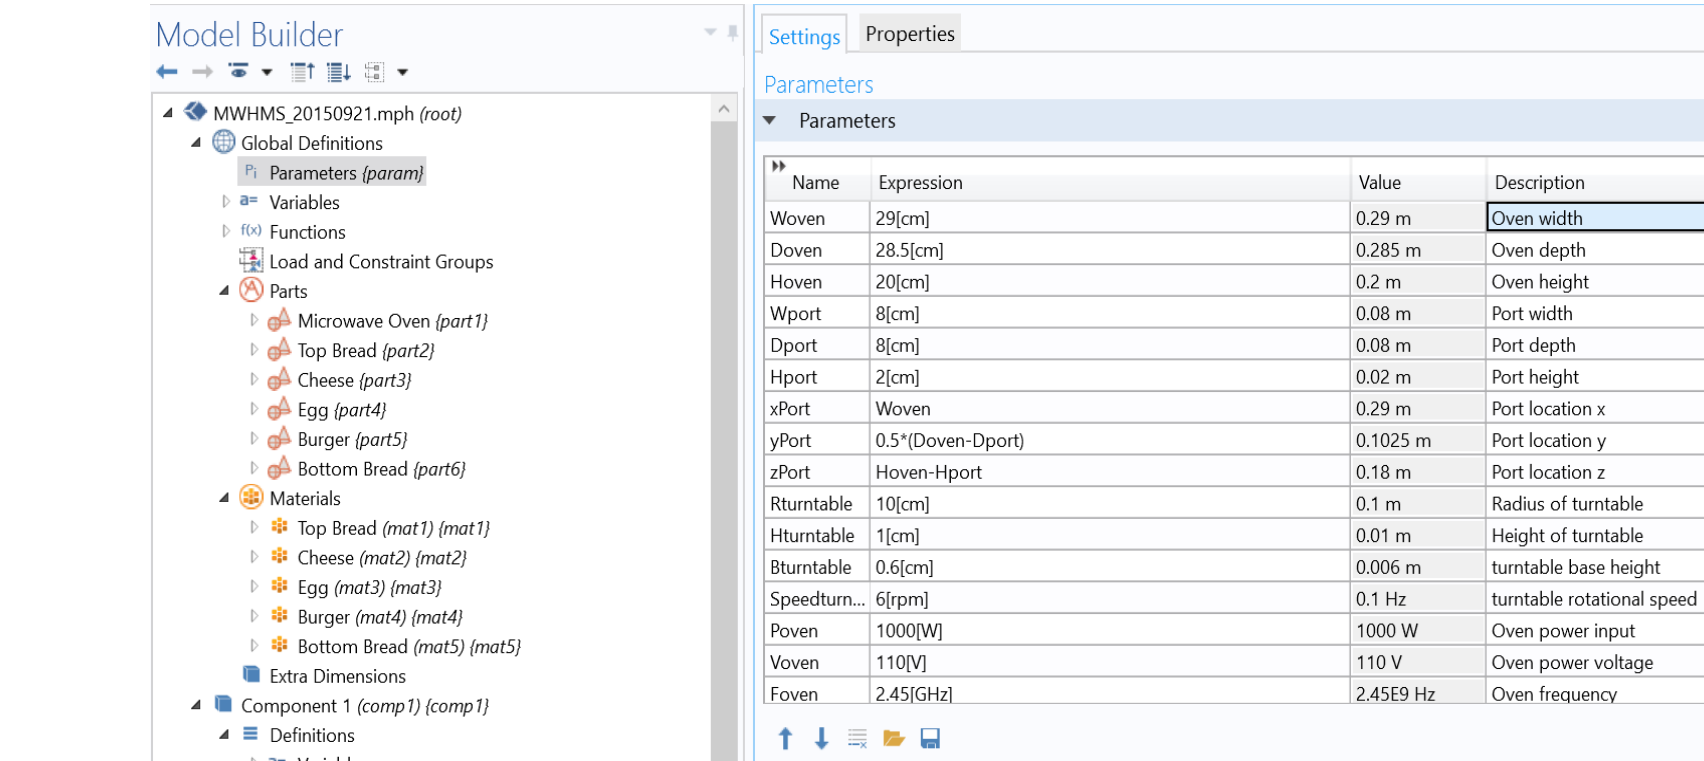 Model Builder
MWHMS_20150921.mph (root)
Global Definitions
Pi Parameters {param}
a= Variables
f(x) Functions
Load and Constraint Groups
Parts
Microwave Oven {part1}
Top Bread {part2}
Cheese {part3}
Egg {part4}
Burger {part5}
Bottom Bread {part6}
Materials
Top Bread (mat1) {mat1}
Cheese (mat2) {mat2}
Egg (mat3) {mat3}
Burger (mat4) {mat4}
Bottom Bread (mat5) {mat5}
Extra Dimensions
Component 1 (comp1) {comp1}
Definitions
Settings Properties
Parameters
Parameters
Name Expression Value Description
Woven 29[cm] 0.29 m Oven width
Doven 28.5[cm] 0.285 m Oven depth
Hoven 20[cm] 0.2 m Oven height
Wport 8[cm] 0.08 m Port width
Dport 8[cm] 0.08 m Port depth
Hport 2[cm] 0.02 m Port height
xPort Woven 0.29 m Port location x
yPort 0.5*(Doven-Dport) 0.1025 m Port location y
zPort Hoven-Hport 0.18 m Port location z
Rturntable 10[cm] 0.1 m Radius of turntable
Hturntable 1[cm] 0.01 m Height of turntable
Bturntable 0.6[cm] 0.006 m turntable base height
Speedturn... 6[rpm] 0.1 Hz turntable rotational speed
Poven 1000[W] 1000 W Oven power input
Voven 110[V] 110 V Oven power voltage
Foven 2.45[GHz] 2.45E9 Hz Oven frequency